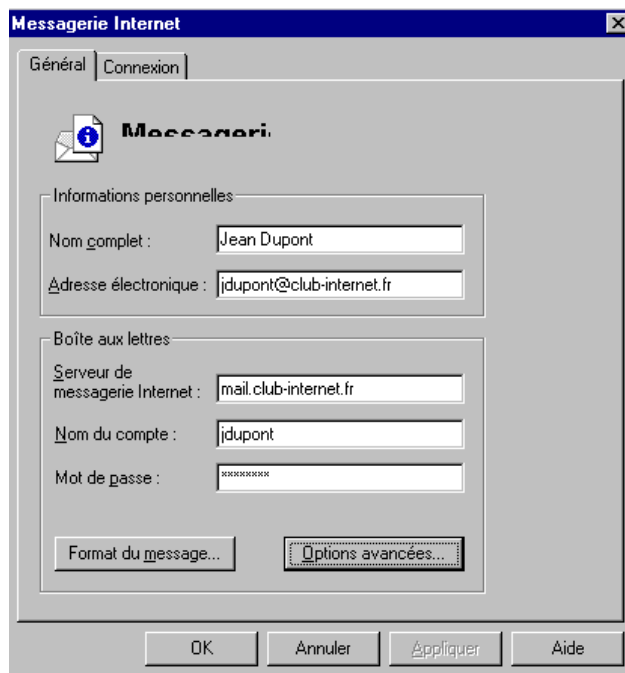 Messagerie Internet
Général Connexion
Informations personnelles
Nom complet : Jean Dupont
Adresse électronique : jdupont@club-internet.fr
Boîte aux lettres
Serveur de
messagerie Internet : mail.club-internet.fr
Nom du compte : jdupont
Mot de passe : ********
Format du message... Options avancées...
OK Annuler Appliquer Aide